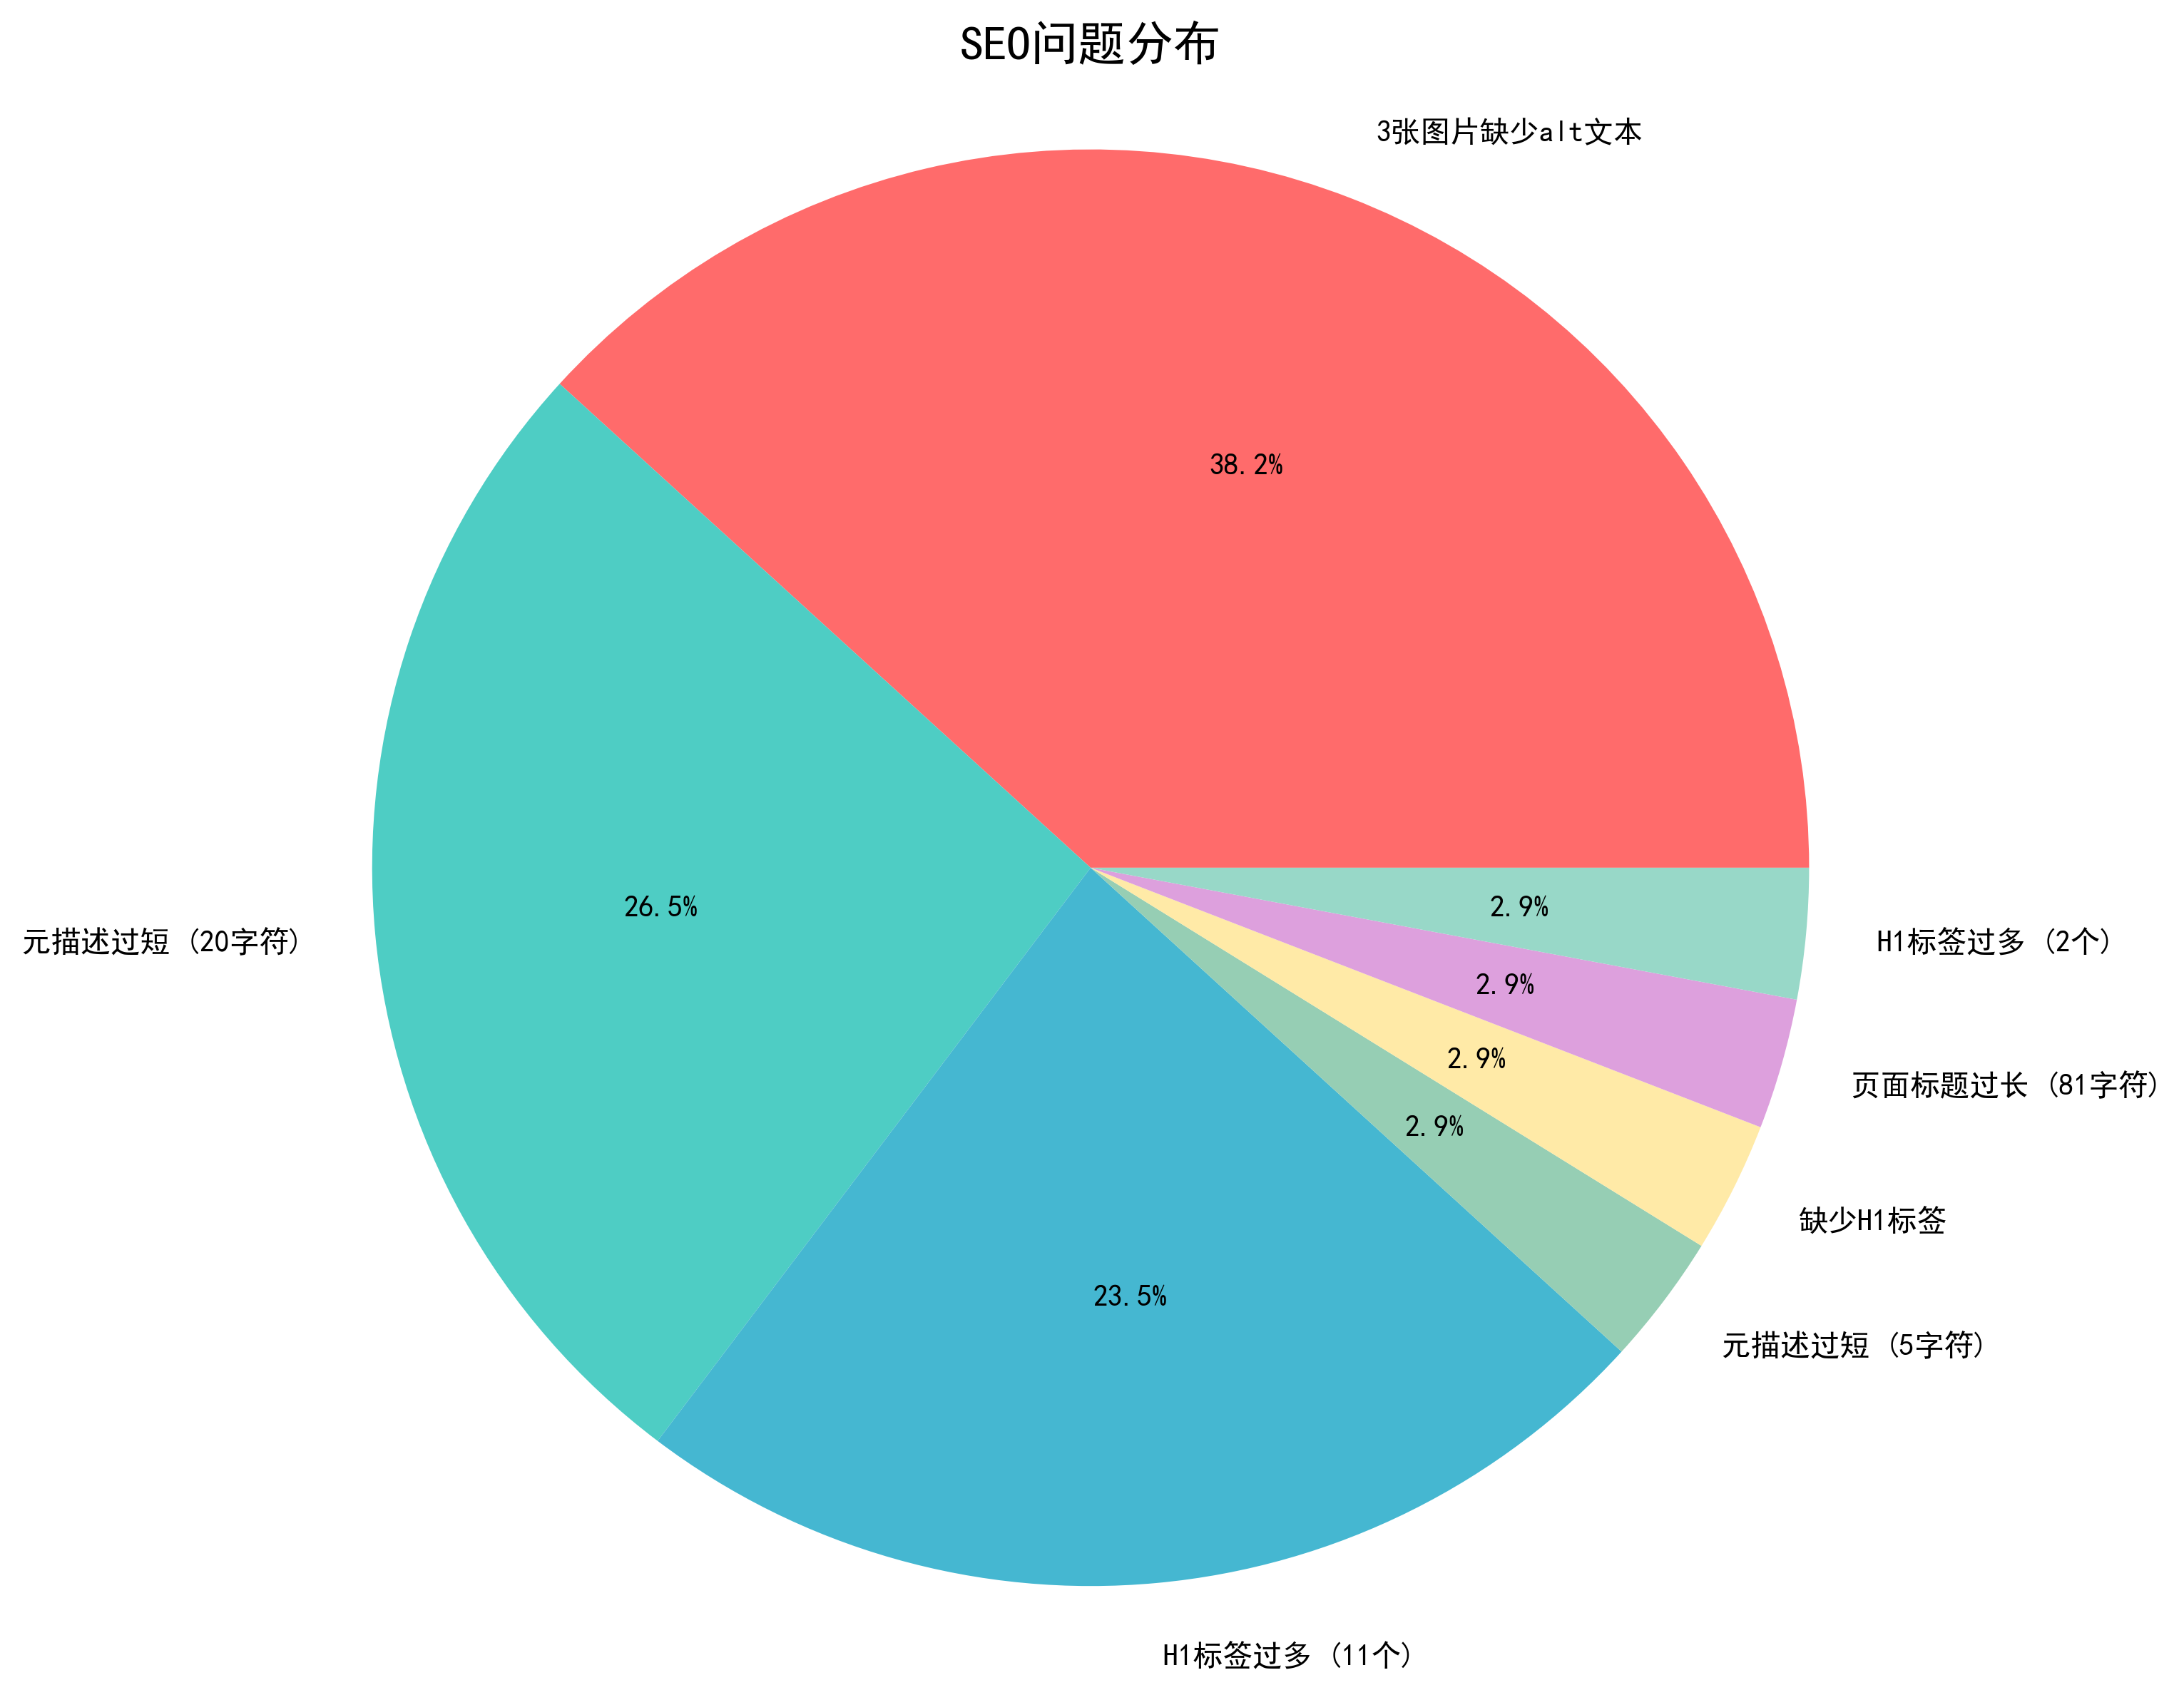 SEO问题分布
3张图片缺少alt文本
38.2%
26.5%
元描述过短 (20字符)
2.9%
H1标签过多 (2个)
2.9%
页面标题过长 (81字符)
2.9%
缺少H1标签
2.9%
元描述过短 (5字符)
23.5%
H1标签过多 (11个)